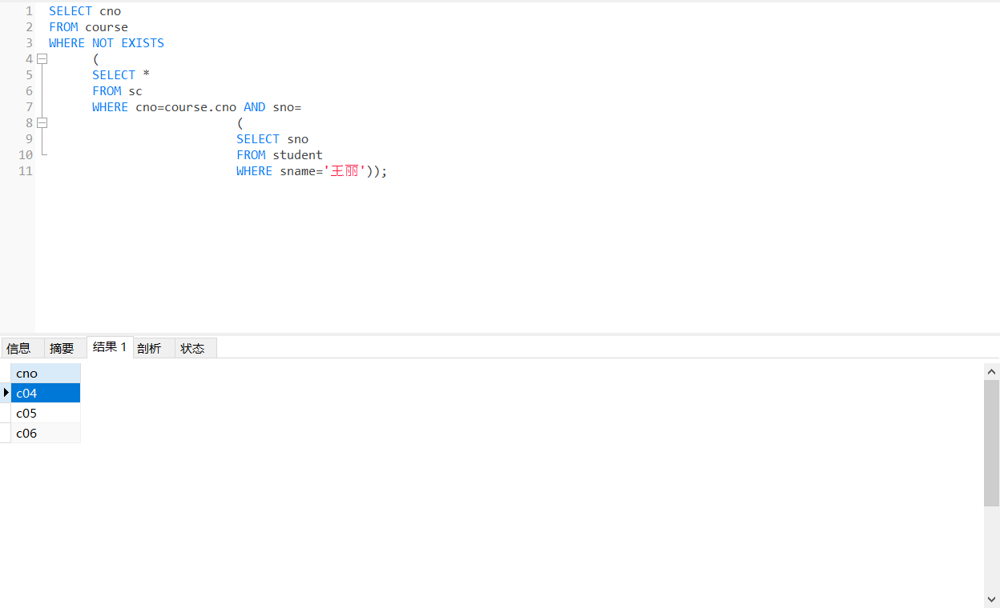 1 SELECT cno
2 FROM course
3 WHERE NOT EXISTS
4 (
5 SELECT *
6 FROM sc
7 WHERE cno=course.cno AND sno=
8 (
9 SELECT sno
10 FROM student
11 WHERE sname='王丽'));
信息 摘要 结果 1 剖析 状态
cno
c04
c05
c06